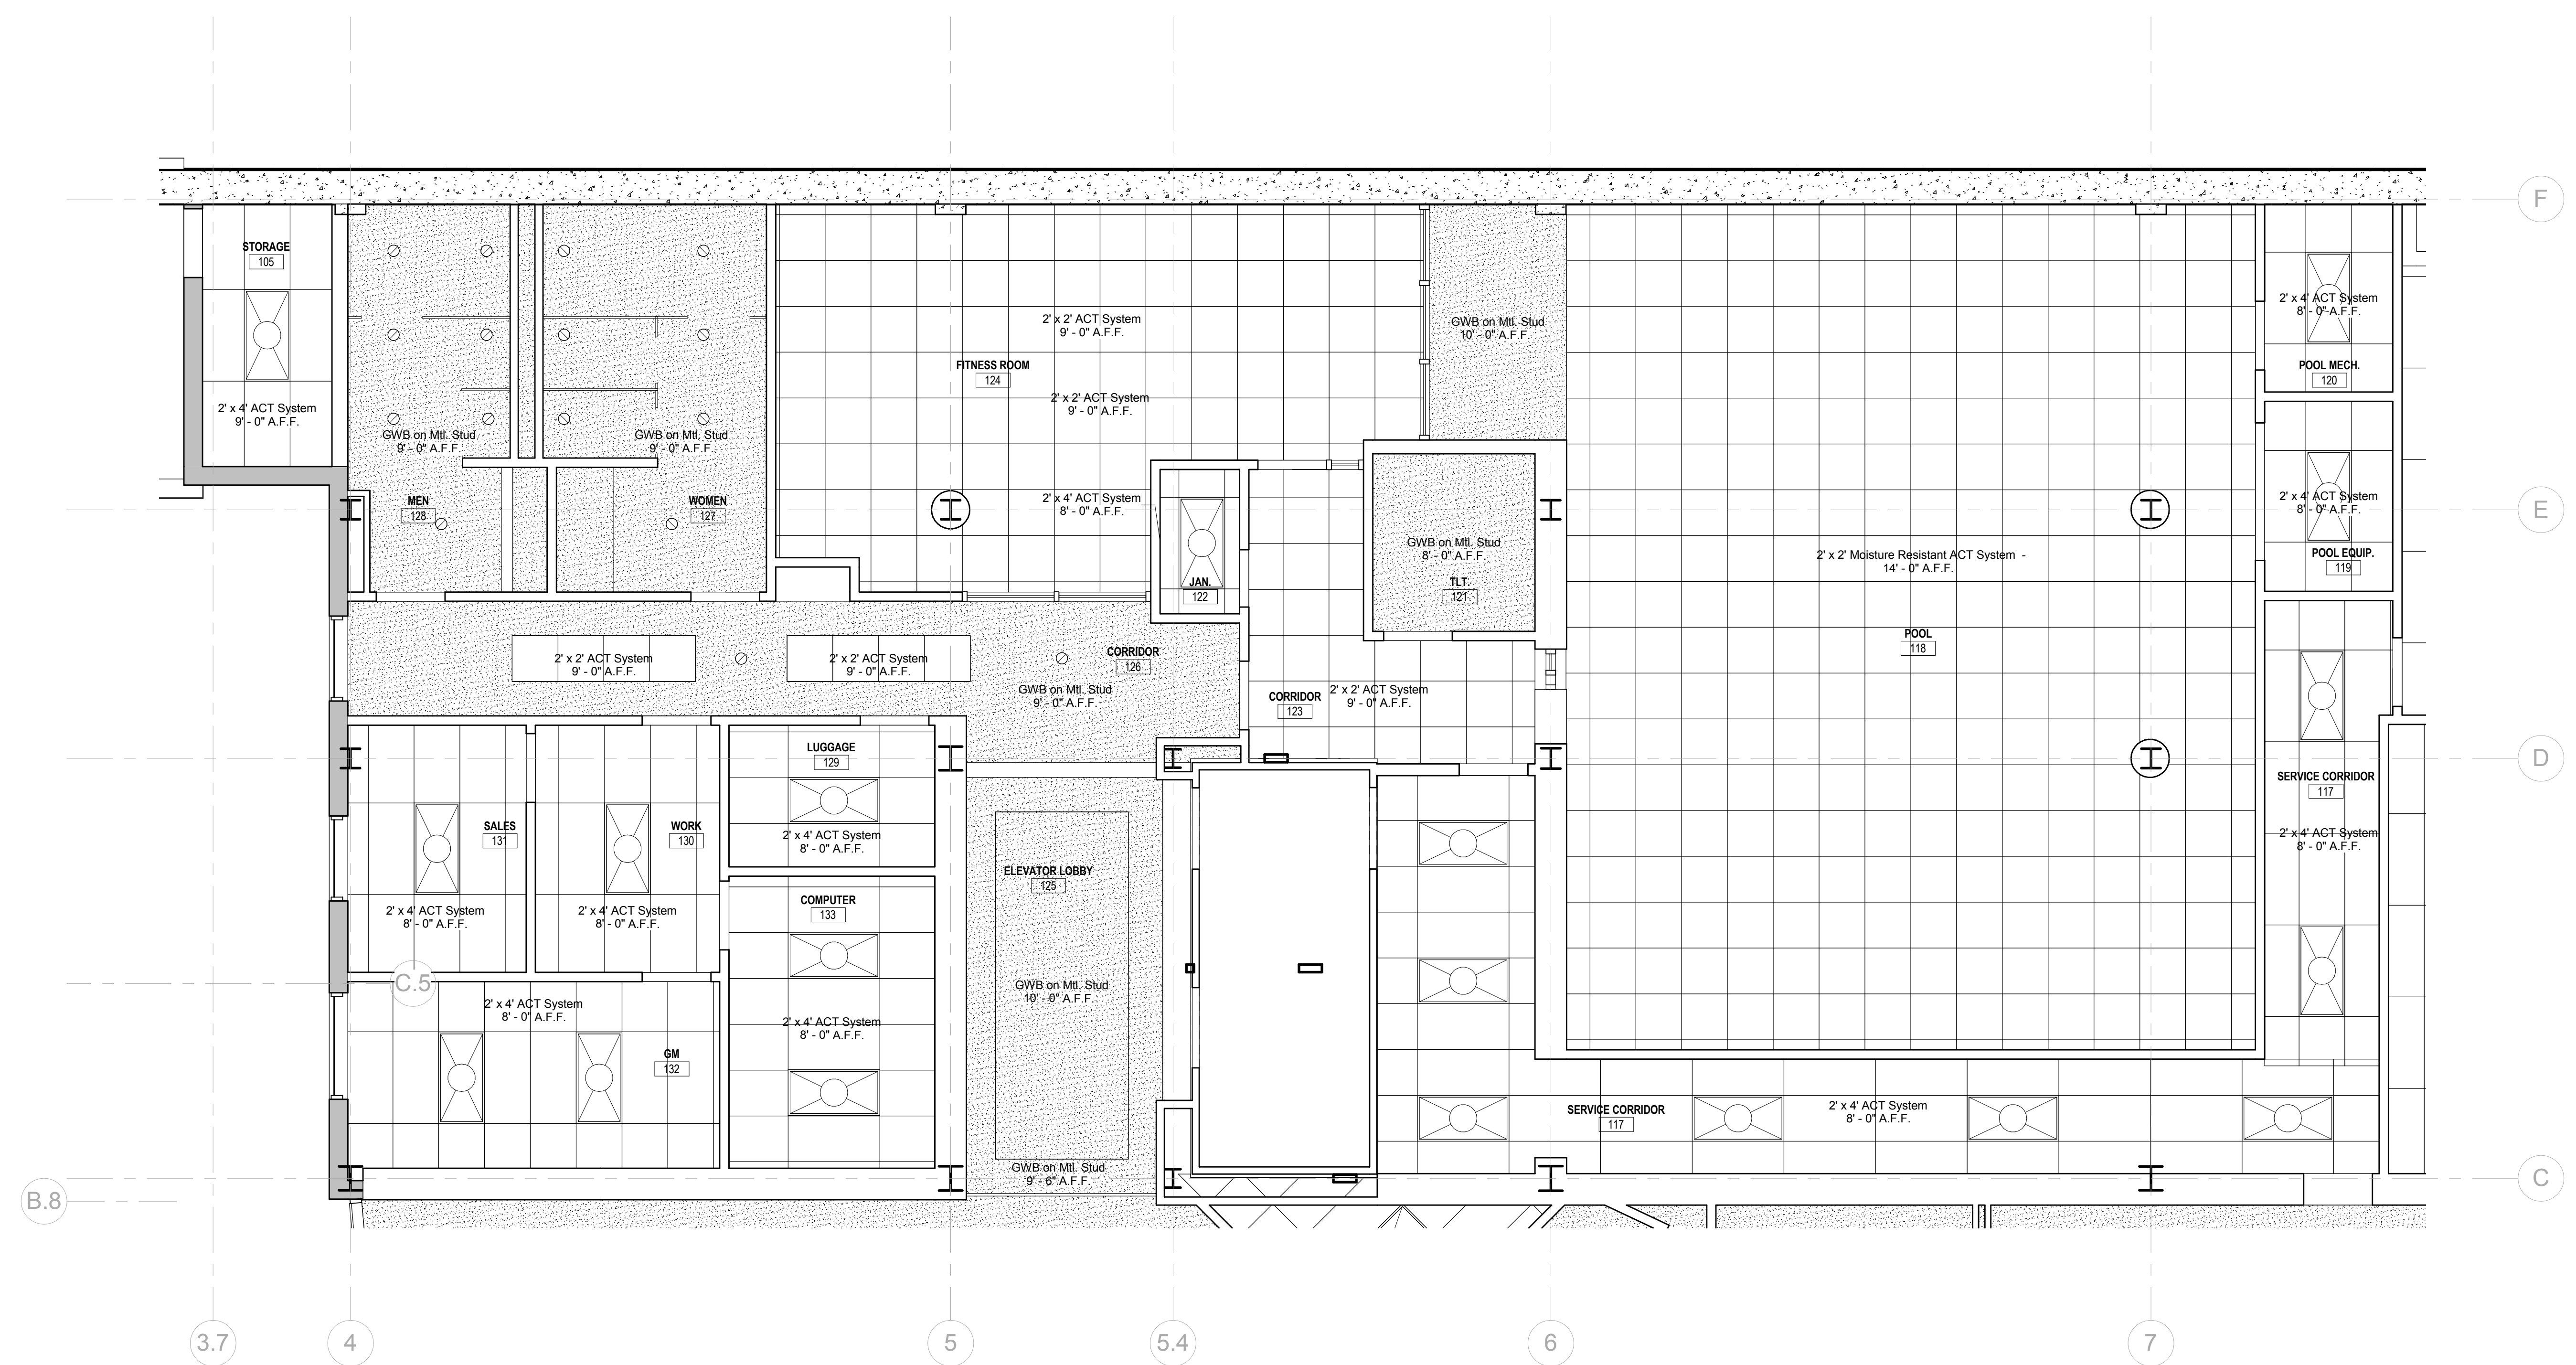 F
STORAGE
105
2' x 4' ACT System
9' - 0" A.F.F.
GWB on Mtl. Stud
9' - 0" A.F.F.
MEN
128
GWB on Mtl. Stud
9' - 0" A.F.F.
WOMEN
127
2' x 2' ACT System
9' - 0" A.F.F.
FITNESS ROOM
124
2' x 2' ACT System
9' - 0" A.F.F.
2' x 4' ACT System
8' - 0" A.F.F.
JAN.
122
GWB on Mtl. Stud
10' - 0" A.F.F.
GWB on Mtl. Stud
8' - 0" A.F.F.
TLT.
121
2' x 2' Moisture Resistant ACT System -
14' - 0" A.F.F.
POOL
118
2' x 4' ACT System
8' - 0" A.F.F.
POOL MECH.
120
2' x 4' ACT System
8' - 0" A.F.F.
POOL EQUIP.
119
E
2' x 2' ACT System
9' - 0" A.F.F.
2' x 2' ACT System
9' - 0" A.F.F.
CORRIDOR
126
GWB on Mtl. Stud
9' - 0" A.F.F.
CORRIDOR
123
2' x 2' ACT System
9' - 0" A.F.F.
D
SERVICE CORRIDOR
117
2' x 4' ACT System
8' - 0" A.F.F.
LUGGAGE
129
2' x 4' ACT System
8' - 0" A.F.F.
SALES
131
2' x 4' ACT System
8' - 0" A.F.F.
WORK
130
2' x 4' ACT System
8' - 0" A.F.F.
ELEVATOR LOBBY
125
GWB on Mtl. Stud
10' - 0" A.F.F.
COMPUTER
133
2' x 4' ACT System
8' - 0" A.F.F.
C.5
2' x 4' ACT System
8' - 0" A.F.F.
GM
132
GWB on Mtl. Stud
9' - 6" A.F.F.
SERVICE CORRIDOR
117
2' x 4' ACT System
8' - 0" A.F.F.
C
B.8
3.7
4
5
5.4
6
7